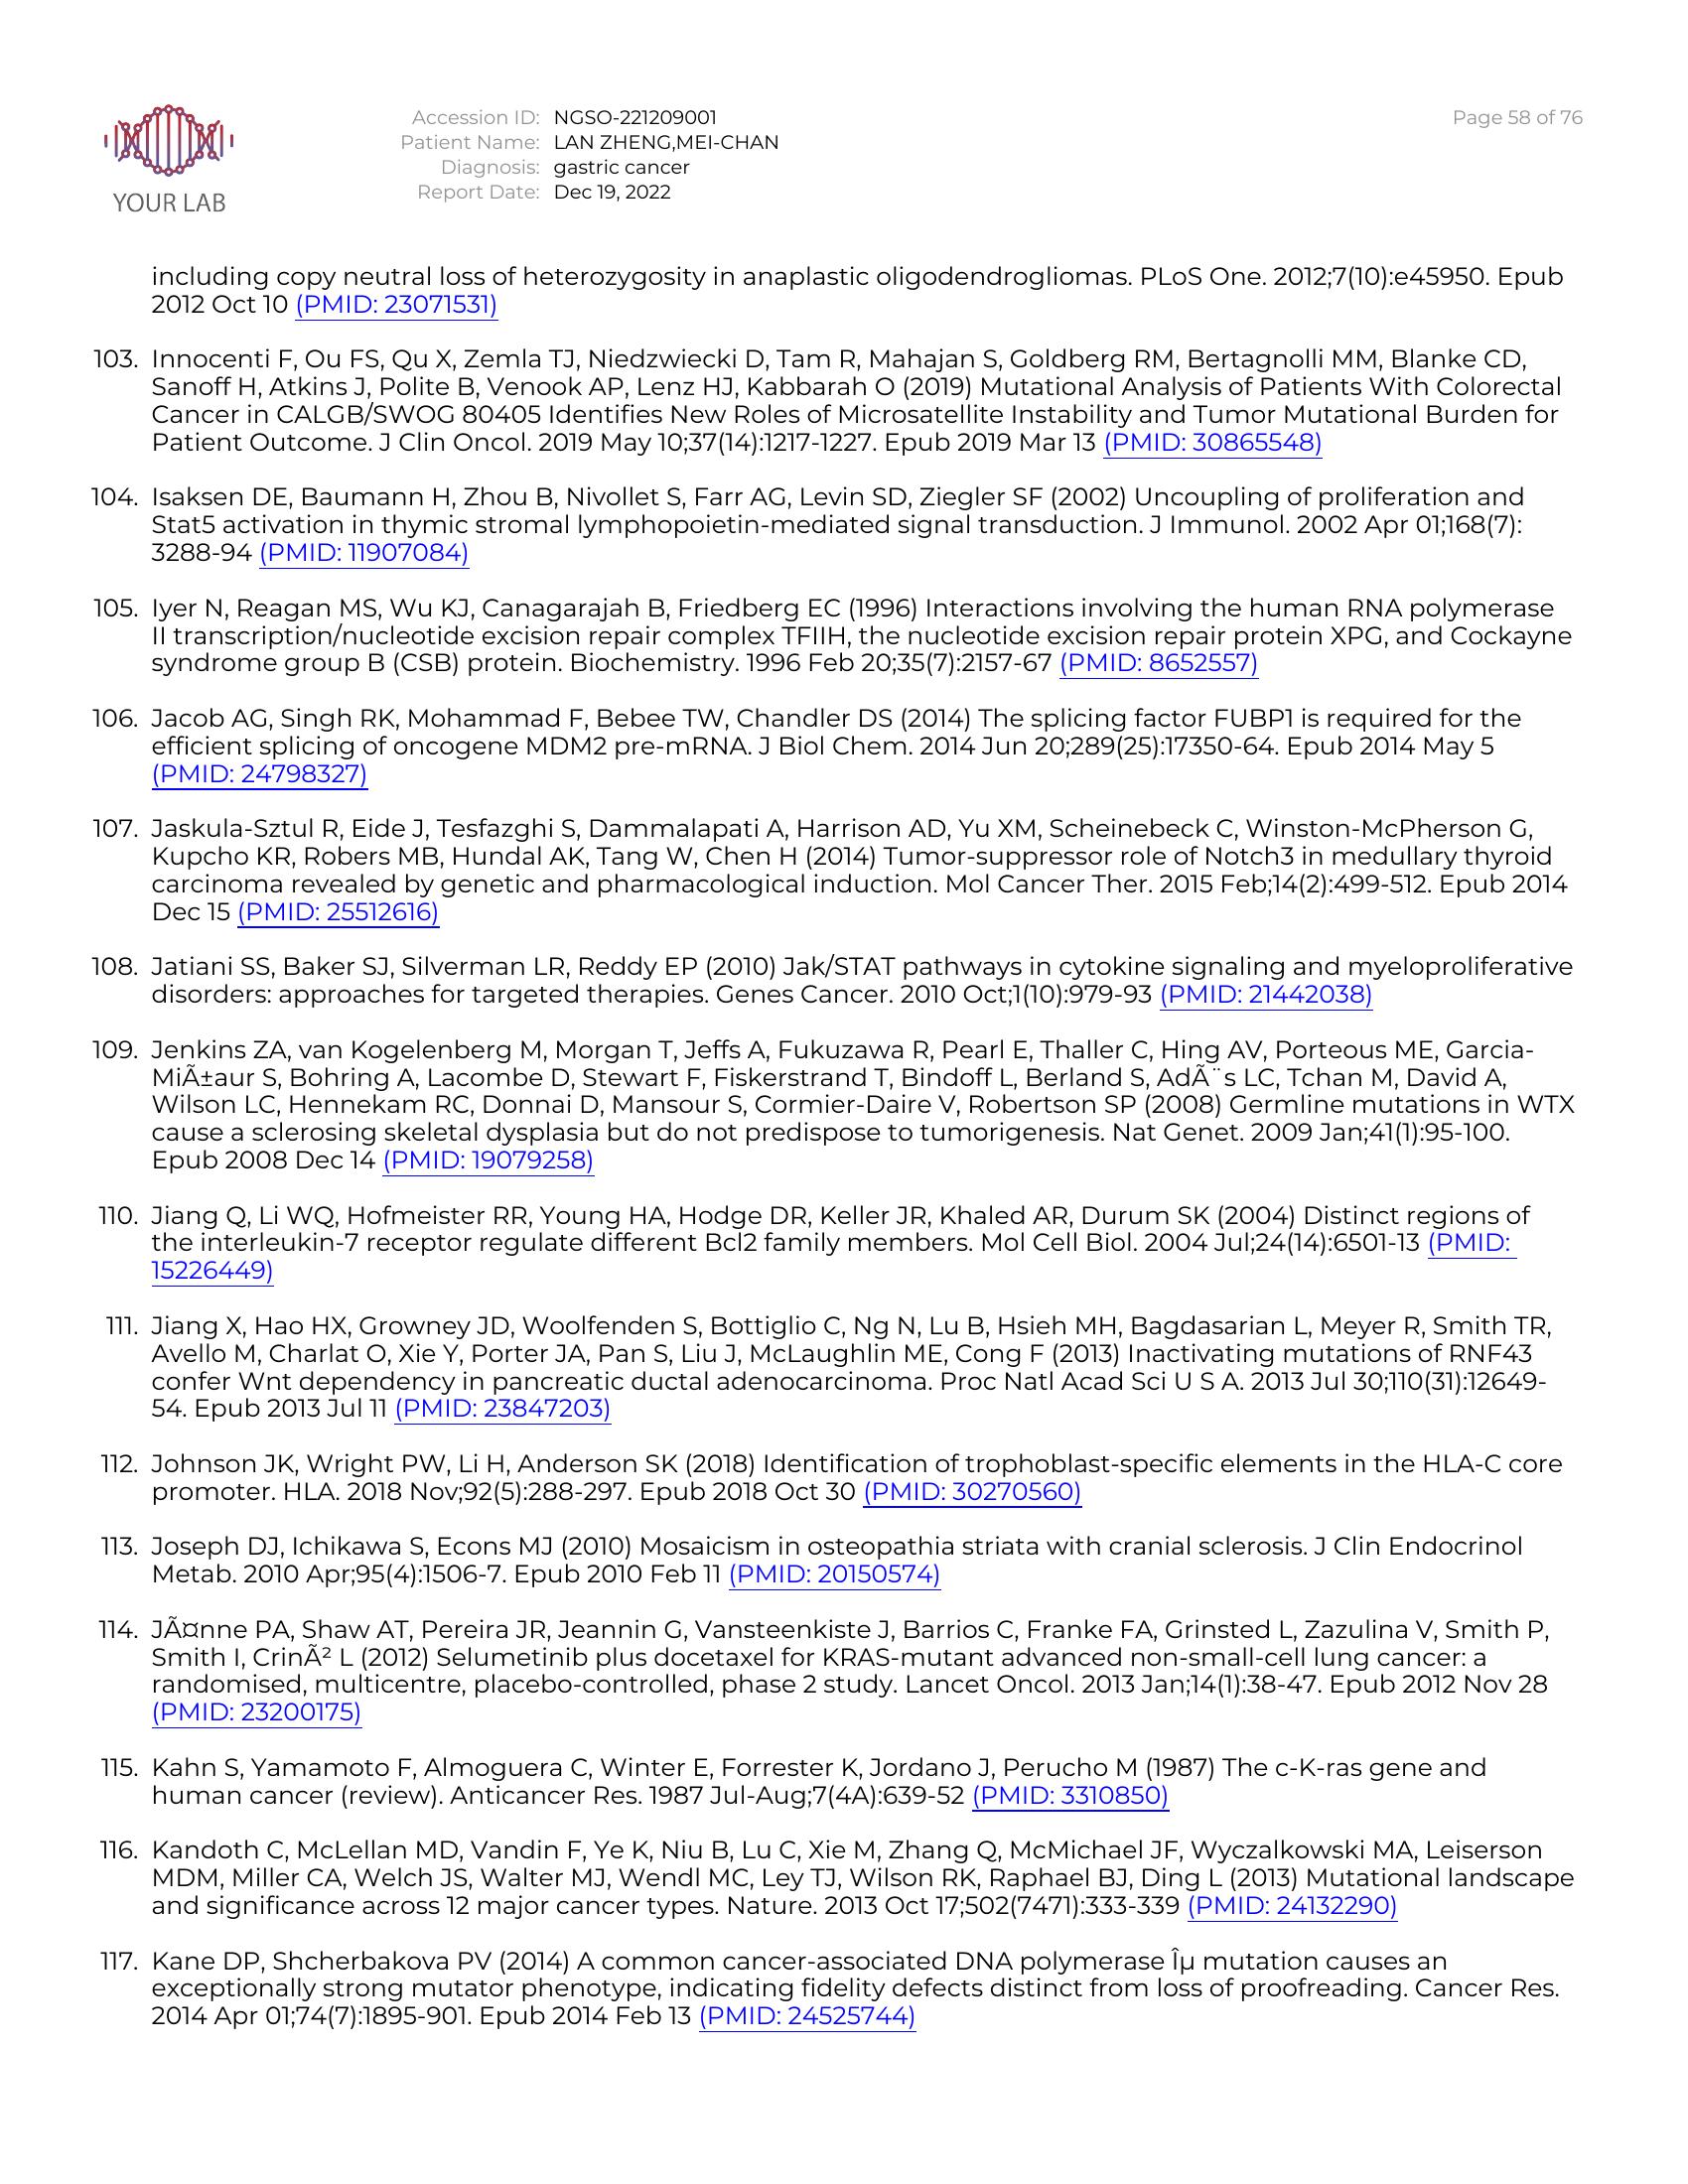 YOUR LAB
Accession ID: NGSO-221209001
Patient Name: LAN ZHENG,MEI-CHAN
Diagnosis: gastric cancer
Report Date: Dec 19, 2022
Page 58 of 76
including copy neutral loss of heterozygosity in anaplastic oligodendrogliomas. PLoS One. 2012;7(10):e45950. Epub
2012 Oct 10 (PMID: 23071531)
103. Innocenti F, Ou FS, Qu X, Zemla TJ, Niedzwiecki D, Tam R, Mahajan S, Goldberg RM, Bertagnolli MM, Blanke CD,
Sanoff H, Atkins J, Polite B, Venook AP, Lenz HJ, Kabbarah O (2019) Mutational Analysis of Patients With Colorectal
Cancer in CALGB/SWOG 80405 Identifies New Roles of Microsatellite Instability and Tumor Mutational Burden for
Patient Outcome. J Clin Oncol. 2019 May 10;37(14):1217-1227. Epub 2019 Mar 13 (PMID: 30865548)
104. Isaksen DE, Baumann H, Zhou B, Nivollet S, Farr AG, Levin SD, Ziegler SF (2002) Uncoupling of proliferation and
Stat5 activation in thymic stromal lymphopoietin-mediated signal transduction. J Immunol. 2002 Apr 01;168(7):
3288-94 (PMID: 11907084)
105. Iyer N, Reagan MS, Wu KJ, Canagarajah B, Friedberg EC (1996) Interactions involving the human RNA polymerase
II transcription/nucleotide excision repair complex TFIIH, the nucleotide excision repair protein XPG, and Cockayne
syndrome group B (CSB) protein. Biochemistry. 1996 Feb 20;35(7):2157-67 (PMID: 8652557)
106. Jacob AG, Singh RK, Mohammad F, Bebee TW, Chandler DS (2014) The splicing factor FUBP1 is required for the
efficient splicing of oncogene MDM2 pre-mRNA. J Biol Chem. 2014 Jun 20;289(25):17350-64. Epub 2014 May 5
(PMID: 24798327)
107. Jaskula-Sztul R, Eide J, Tesfazghi S, Dammalapati A, Harrison AD, Yu XM, Scheinebeck C, Winston-McPherson G,
Kupcho KR, Robers MB, Hundal AK, Tang W, Chen H (2014) Tumor-suppressor role of Notch3 in medullary thyroid
carcinoma revealed by genetic and pharmacological induction. Mol Cancer Ther. 2015 Feb;14(2):499-512. Epub 2014
Dec 15 (PMID: 25512616)
108. Jatiani SS, Baker SJ, Silverman LR, Reddy EP (2010) Jak/STAT pathways in cytokine signaling and myeloproliferative
disorders: approaches for targeted therapies. Genes Cancer. 2010 Oct;1(10):979-93 (PMID: 21442038)
109. Jenkins ZA, van Kogelenberg M, Morgan T, Jeffs A, Fukuzawa R, Pearl E, Thaller C, Hing AV, Porteous ME, Garcia-
MiÃ±aur S, Bohring A, Lacombe D, Stewart F, Fiskerstrand T, Bindoff L, Berland S, AdÃ¨s LC, Tchan M, David A,
Wilson LC, Hennekam RC, Donnai D, Mansour S, Cormier-Daire V, Robertson SP (2008) Germline mutations in WTX
cause a sclerosing skeletal dysplasia but do not predispose to tumorigenesis. Nat Genet. 2009 Jan;41(1):95-100.
Epub 2008 Dec 14 (PMID: 19079258)
110. Jiang Q, Li WQ, Hofmeister RR, Young HA, Hodge DR, Keller JR, Khaled AR, Durum SK (2004) Distinct regions of
the interleukin-7 receptor regulate different Bcl2 family members. Mol Cell Biol. 2004 Jul;24(14):6501-13 (PMID:
15226449)
111. Jiang X, Hao HX, Growney JD, Woolfenden S, Bottiglio C, Ng N, Lu B, Hsieh MH, Bagdasarian L, Meyer R, Smith TR,
Avello M, Charlat O, Xie Y, Porter JA, Pan S, Liu J, McLaughlin ME, Cong F (2013) Inactivating mutations of RNF43
confer Wnt dependency in pancreatic ductal adenocarcinoma. Proc Natl Acad Sci U S A. 2013 Jul 30;110(31):12649-
54. Epub 2013 Jul 11 (PMID: 23847203)
112. Johnson JK, Wright PW, Li H, Anderson SK (2018) Identification of trophoblast-specific elements in the HLA-C core
promoter. HLA. 2018 Nov;92(5):288-297. Epub 2018 Oct 30 (PMID: 30270560)
113. Joseph DJ, Ichikawa S, Econs MJ (2010) Mosaicism in osteopathia striata with cranial sclerosis. J Clin Endocrinol
Metab. 2010 Apr;95(4):1506-7. Epub 2010 Feb 11 (PMID: 20150574)
114. JÃ¤nne PA, Shaw AT, Pereira JR, Jeannin G, Vansteenkiste J, Barrios C, Franke FA, Grinsted L, Zazulina V, Smith P,
Smith I, CrinÃ² L (2012) Selumetinib plus docetaxel for KRAS-mutant advanced non-small-cell lung cancer: a
randomised, multicentre, placebo-controlled, phase 2 study. Lancet Oncol. 2013 Jan;14(1):38-47. Epub 2012 Nov 28
(PMID: 23200175)
115. Kahn S, Yamamoto F, Almoguera C, Winter E, Forrester K, Jordano J, Perucho M (1987) The c-K-ras gene and
human cancer (review). Anticancer Res. 1987 Jul-Aug;7(4A):639-52 (PMID: 3310850)
116. Kandoth C, McLellan MD, Vandin F, Ye K, Niu B, Lu C, Xie M, Zhang Q, McMichael JF, Wyczalkowski MA, Leiserson
MDM, Miller CA, Welch JS, Walter MJ, Wendl MC, Ley TJ, Wilson RK, Raphael BJ, Ding L (2013) Mutational landscape
and significance across 12 major cancer types. Nature. 2013 Oct 17;502(7471):333-339 (PMID: 24132290)
117. Kane DP, Shcherbakova PV (2014) A common cancer-associated DNA polymerase Îµ mutation causes an
exceptionally strong mutator phenotype, indicating fidelity defects distinct from loss of proofreading. Cancer Res.
2014 Apr 01;74(7):1895-901. Epub 2014 Feb 13 (PMID: 24525744)